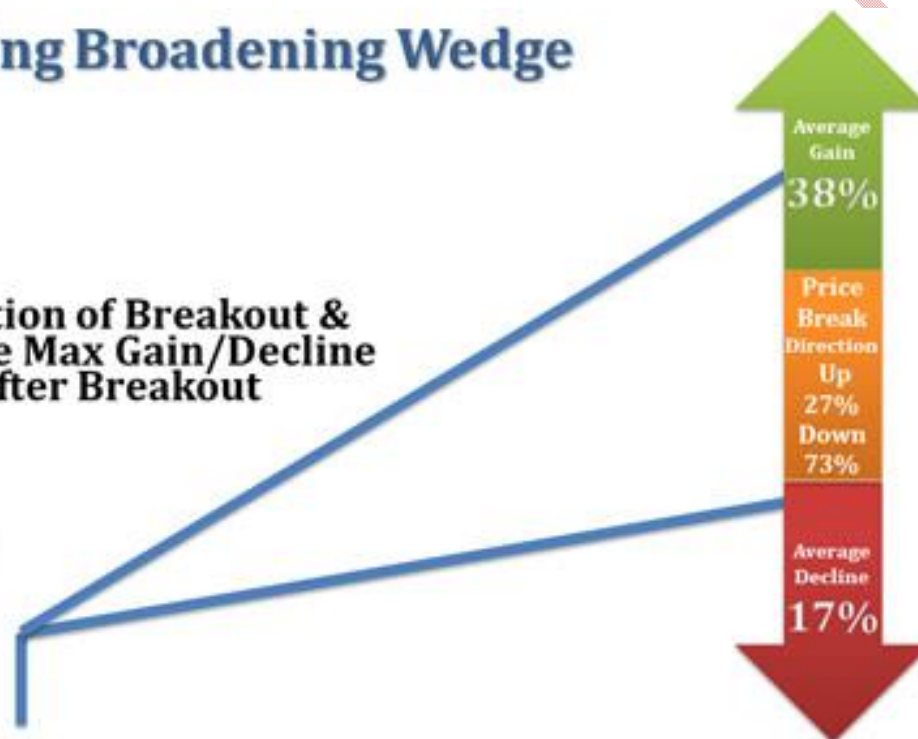 ng Broadening Wedge
tion of Breakout &
e Max Gain/Decline
fter Breakout
Average
Gain
38%
Price
Break
Direction
Up
27%
Down
73%
Average
Decline
17%